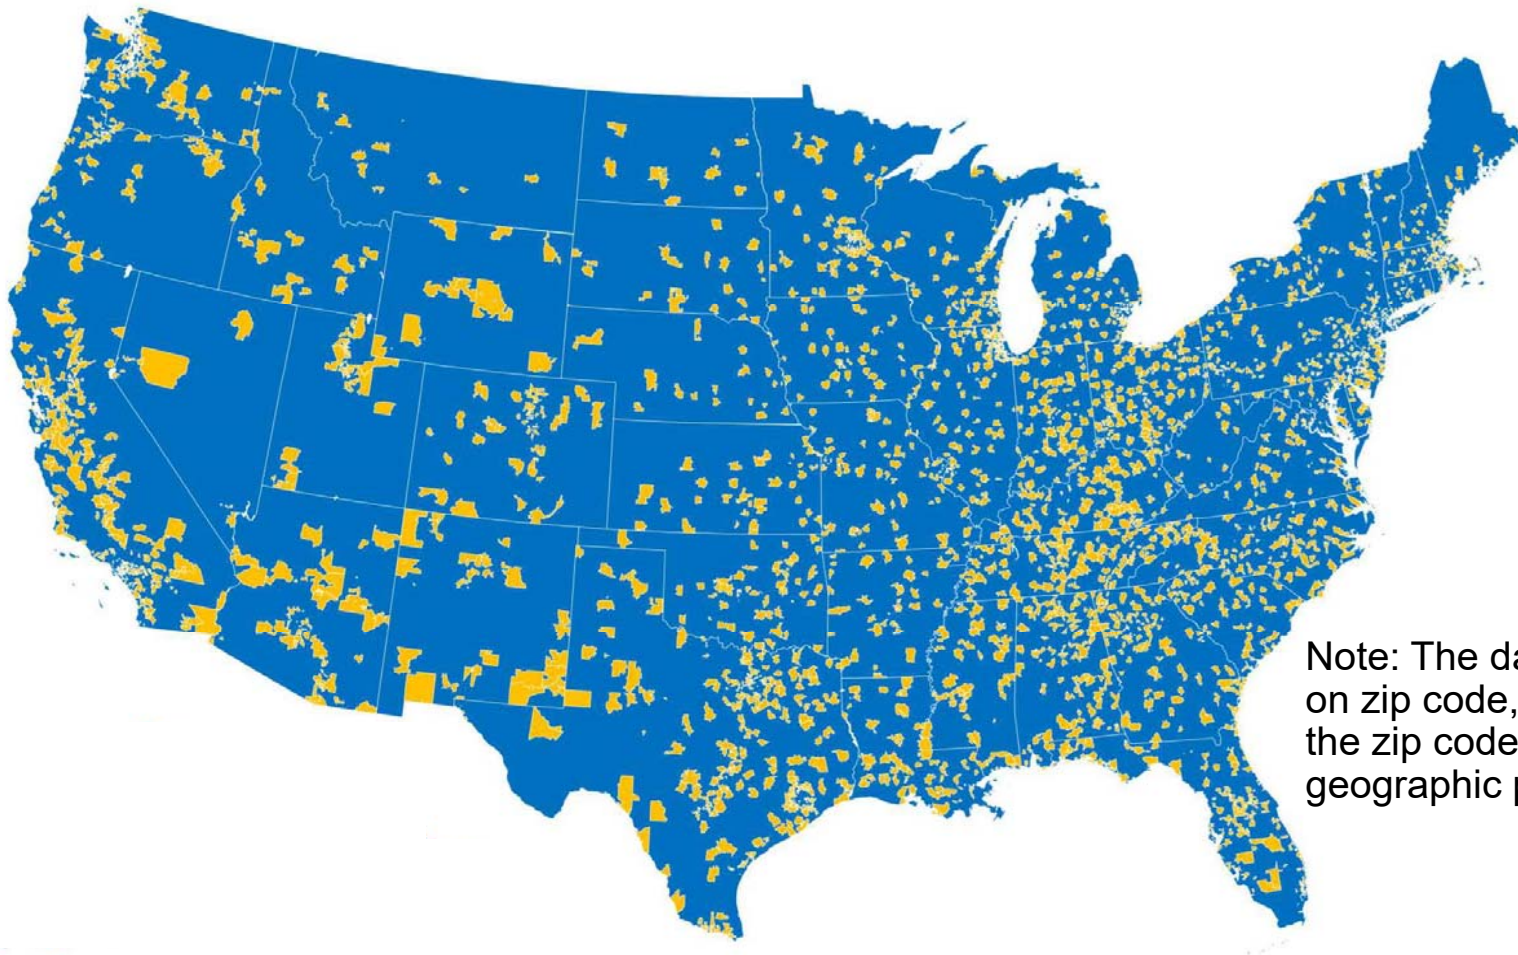 Note: The da
on zip code,
the zip code
geographic p